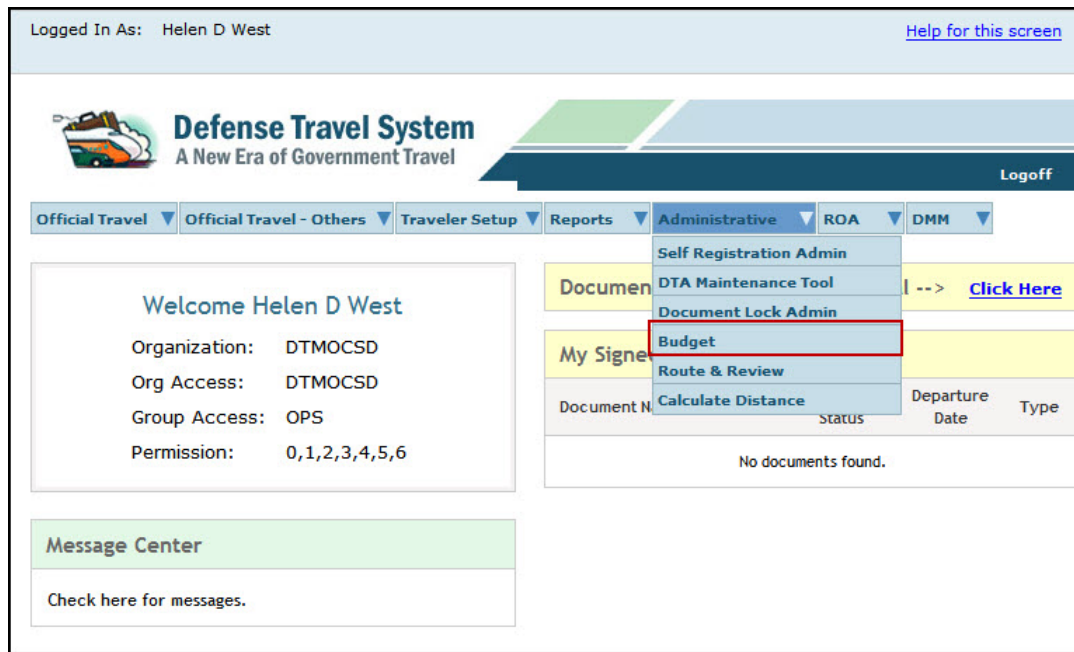 Logged In As: Helen D West
Help for this screen
Defense Travel System
A New Era of Government Travel
Logoff
Official Travel
Official Travel - Others
Traveler Setup
Reports
Administrative
ROA
DMM
Self Registration Admin
DTA Maintenance Tool
Document Lock Admin
Budget
Route & Review
Calculate Distance
Welcome Helen D West
Organization: DTMOCSD
Org Access: DTMOCSD
Group Access: OPS
Permission: 0,1,2,3,4,5,6
Documen
l --> Click Here
My Signe
Document N
Status
Departure
Date
Type
No documents found.
Message Center
Check here for messages.